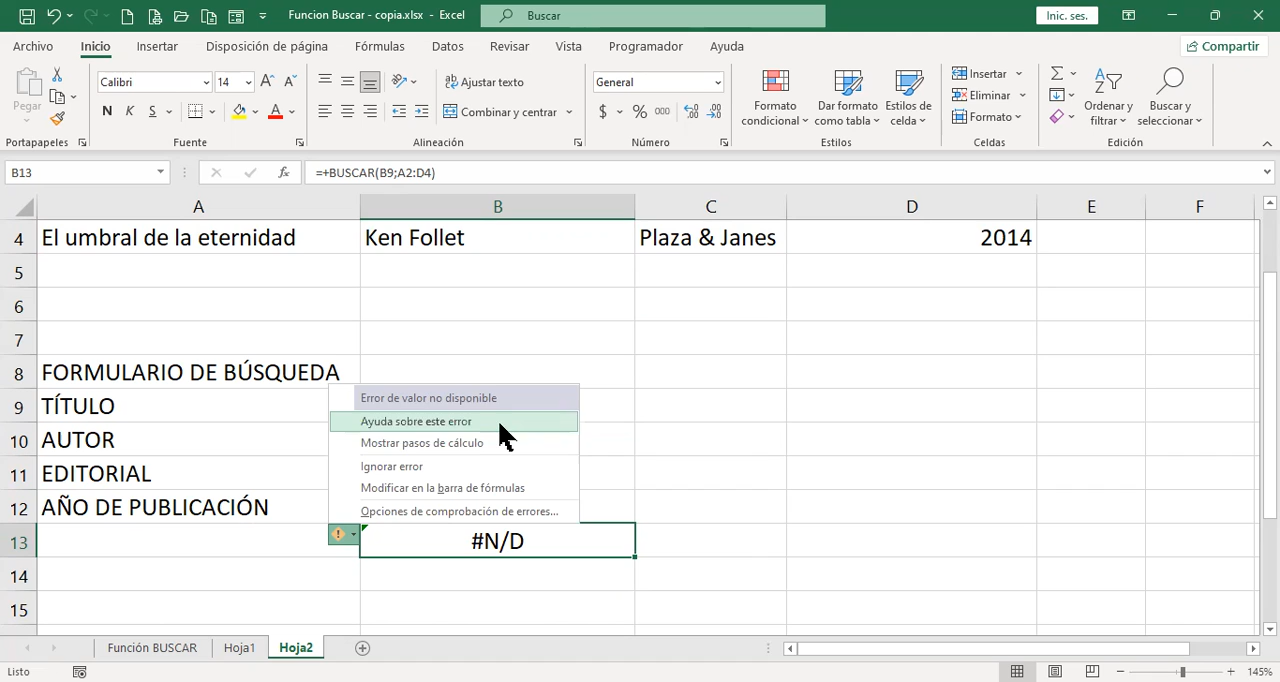 Funcion Buscar - copia.xlsx - Excel
Buscar
Inic. ses.
Archivo Inicio Insertar Disposición de página Fórmulas Datos Revisar Vista Programador Ayuda
Compartir
Pegar
Calibri 14
N K S
Ajustar texto
Combinar y centrar
General
$ % 000
Formato condicional
Dar formato como tabla
Estilos de celda
Insertar
Eliminar
Formato
Ordenar y filtrar
Buscar y seleccionar
Portapapeles Fuente Alineación Número Estilos Celdas Edición
B13 fx =+BUSCAR(B9;A2:D4)
A B C D E F
4 El umbral de la eternidad Ken Follet Plaza & Janes 2014
5
6
7
8 FORMULARIO DE BÚSQUEDA
Error de valor no disponible
9 TÍTULO
Ayuda sobre este error
10 AUTOR
Mostrar pasos de cálculo
Ignorar error
11 EDITORIAL
Modificar en la barra de fórmulas
12 AÑO DE PUBLICACIÓN
Opciones de comprobación de errores...
13 #N/D
14
15
Función BUSCAR Hoja1 Hoja2
Listo
145%